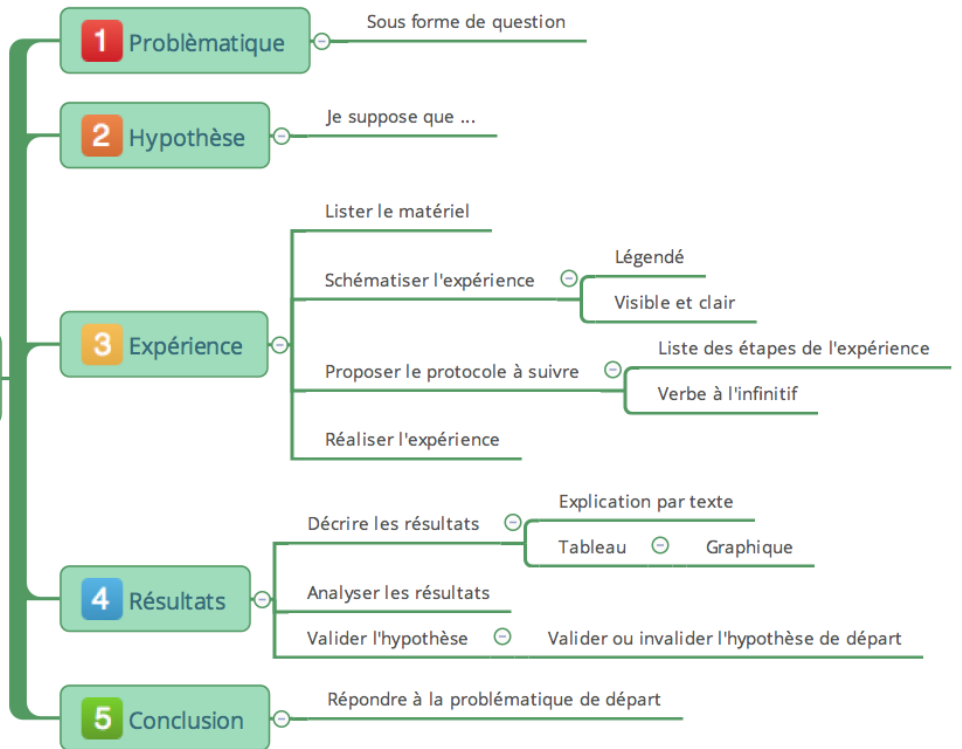 1 Problèmatique
Sous forme de question
2 Hypothèse
Je suppose que ...
3 Expérience
Lister le matériel
Schématiser l'expérience
Légendé
Visible et clair
Proposer le protocole à suivre
Liste des étapes de l'expérience
Verbe à l'infinitif
Réaliser l'expérience
4 Résultats
Décrire les résultats
Explication par texte
Tableau
Graphique
Analyser les résultats
Valider l'hypothèse
Valider ou invalider l'hypothèse de départ
5 Conclusion
Répondre à la problématique de départ